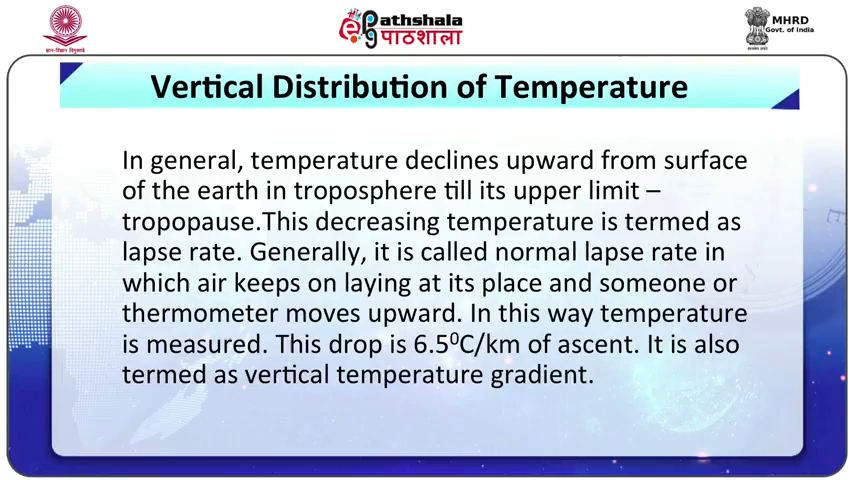 ज्ञान-विज्ञान विमुक्तये
ePathshala
पाठशाला
MHRD
Govt. of India
Vertical Distribution of Temperature
In general, temperature declines upward from surface
of the earth in troposphere till its upper limit –
tropopause.This decreasing temperature is termed as
lapse rate. Generally, it is called normal lapse rate in
which air keeps on laying at its place and someone or
thermometer moves upward. In this way temperature
is measured. This drop is 6.5⁰C/km of ascent. It is also
termed as vertical temperature gradient.